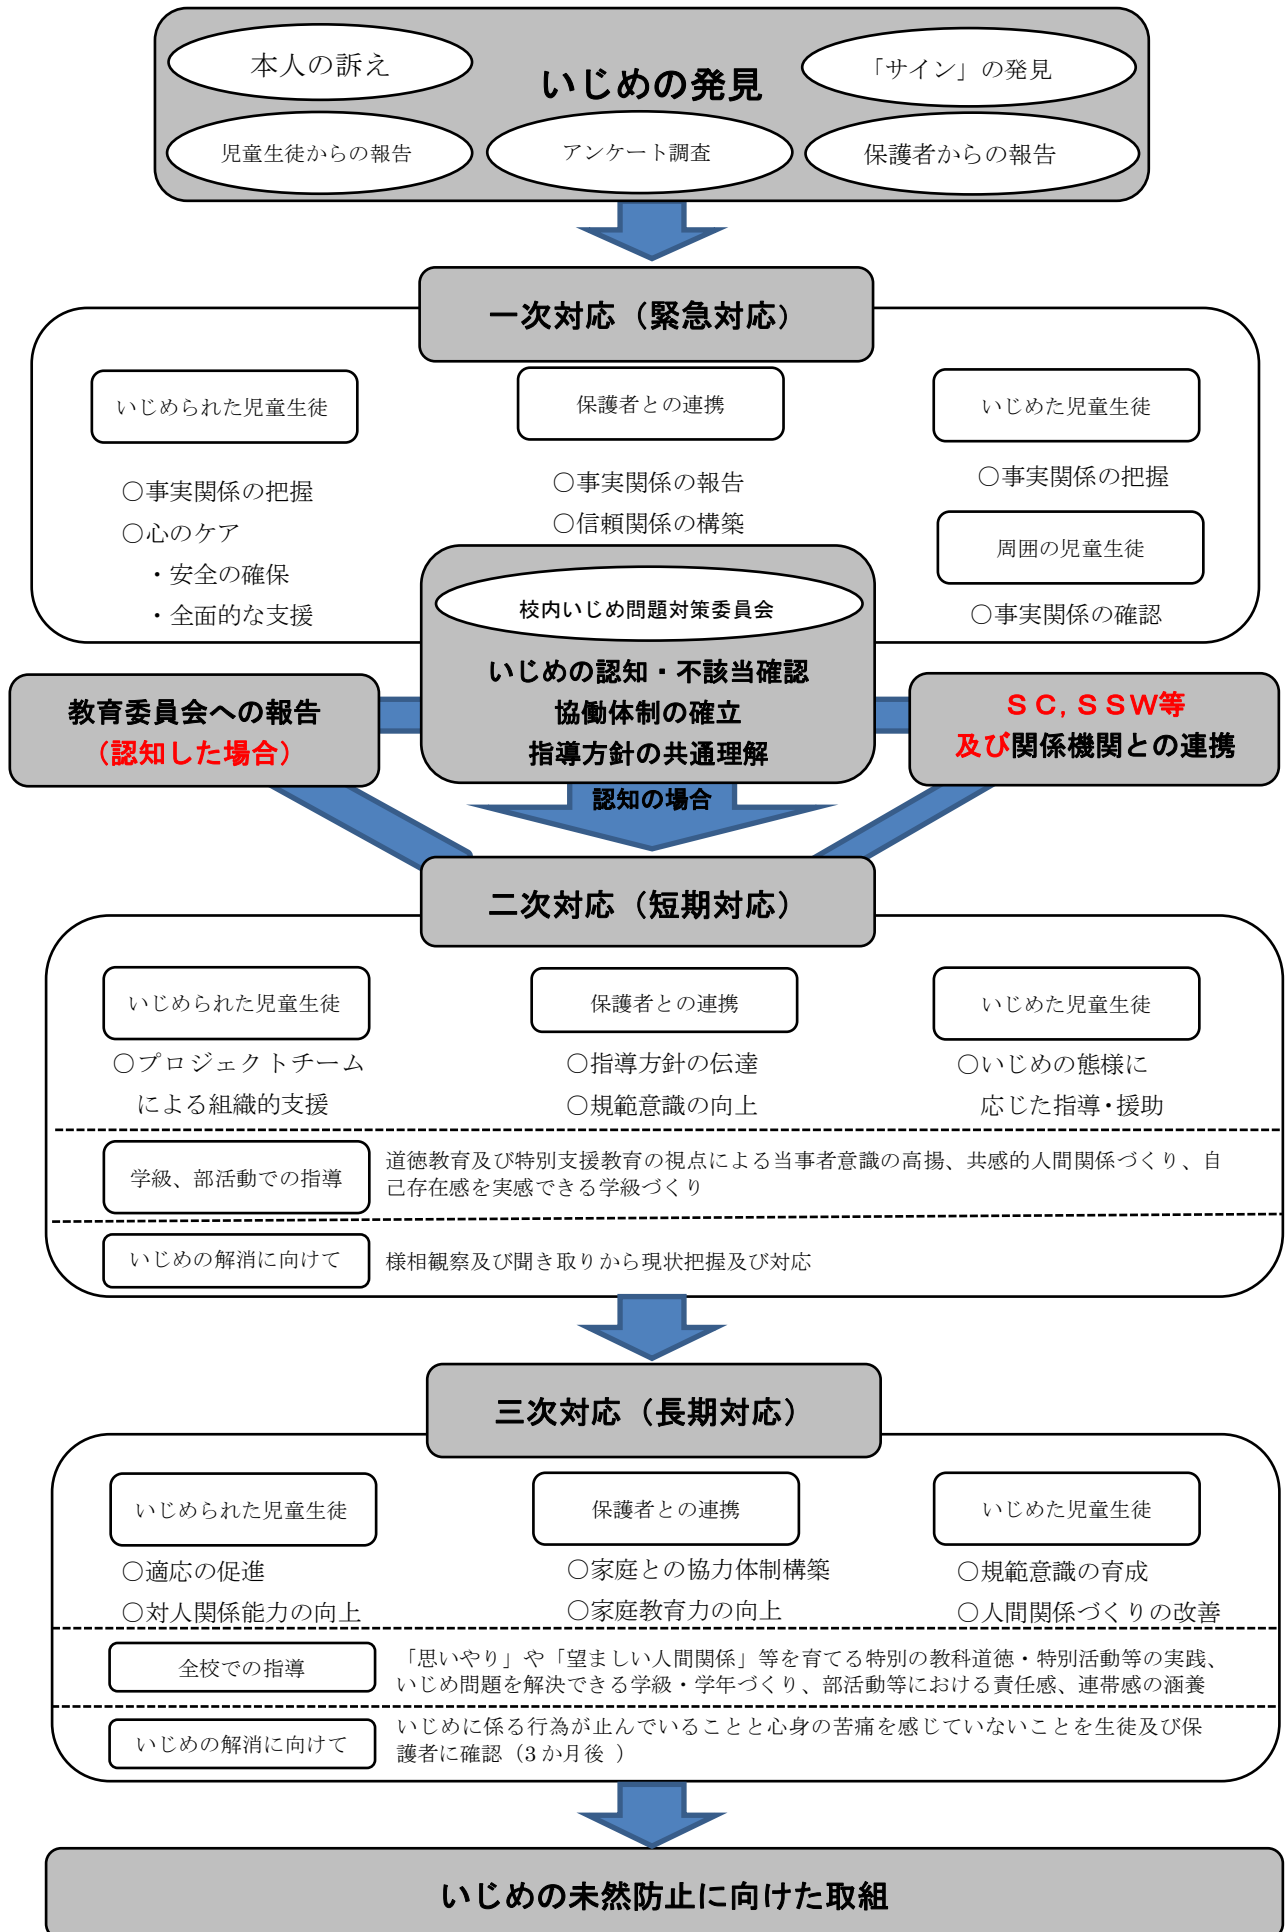 本人の訴え
いじめの発見
「サイン」の発見
児童生徒からの報告
アンケート調査
保護者からの報告
一次対応（緊急対応）
いじめられた児童生徒
○事実関係の把握
○心のケア
・安全の確保
・全面的な支援
保護者との連携
○事実関係の報告
○信頼関係の構築
いじめた児童生徒
○事実関係の把握
周囲の児童生徒
○事実関係の確認
校内いじめ問題対策委員会
いじめの認知・不該当確認
協働体制の確立
指導方針の共通理解
教育委員会への報告
（認知した場合）
ＳＣ，ＳＳＷ等
及び関係機関との連携
認知の場合
二次対応（短期対応）
いじめられた児童生徒
○プロジェクトチーム
による組織的支援
保護者との連携
○指導方針の伝達
○規範意識の向上
いじめた児童生徒
○いじめの態様に
応じた指導・援助
学級、部活動での指導
道徳教育及び特別支援教育の視点による当事者意識の高揚、共感的人間関係づくり、自
己存在感を実感できる学級づくり
いじめの解消に向けて
様相観察及び聞き取りから現状把握及び対応
三次対応（長期対応）
いじめられた児童生徒
○適応の促進
○対人関係能力の向上
保護者との連携
○家庭との協力体制構築
○家庭教育力の向上
いじめた児童生徒
○規範意識の育成
○人間関係づくりの改善
全校での指導
「思いやり」や「望ましい人間関係」等を育てる特別の教科道徳・特別活動等の実践、
いじめ問題を解決できる学級・学年づくり、部活動等における責任感、連帯感の涵養
いじめの解消に向けて
いじめに係る行為が止んでいることと心身の苦痛を感じていないことを生徒及び保
護者に確認（3か月後 ）
いじめの未然防止に向けた取組